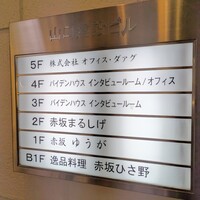 5F 株式会社 オフィス・ダァグ
4F バイデンハウス インタビュールーム/オフィス
3F バイデンハウス インタビュールーム
2F 赤坂まるしげ
1F 赤坂 ゆうが
B1F 逸品料理 赤坂ひさ野